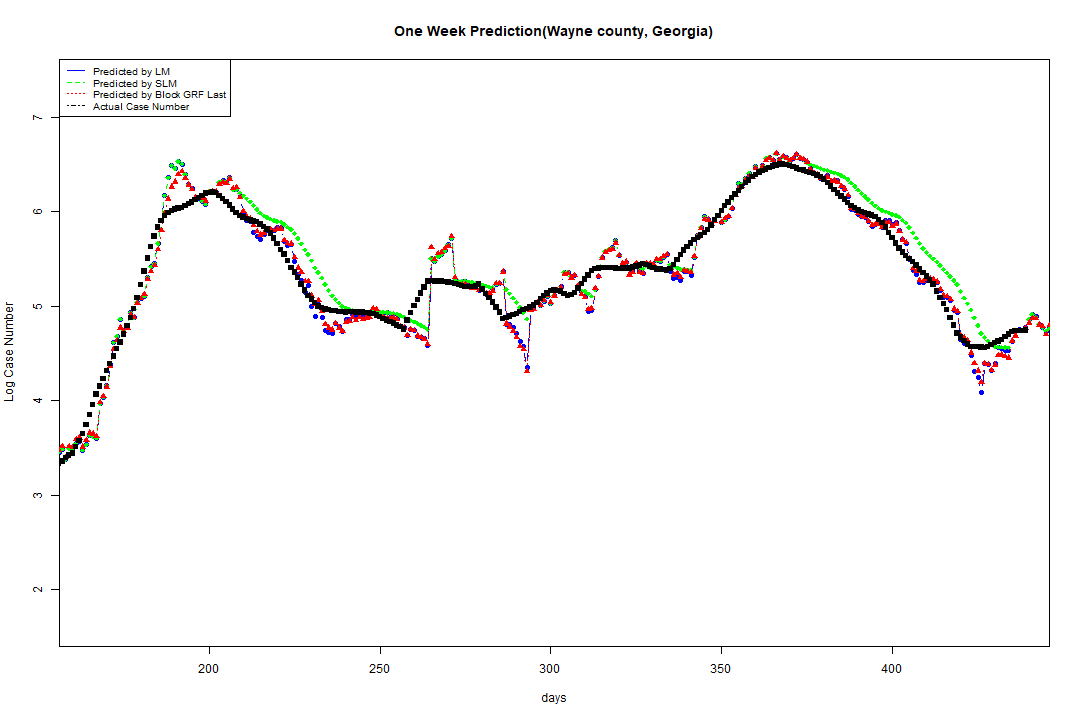 One Week Prediction(Wayne county, Georgia)
Predicted by LM
Predicted by SLM
Predicted by Block GRF Last
Actual Case Number
7
6
5
4
3
2
Log Case Number
200
250
300
350
400
days